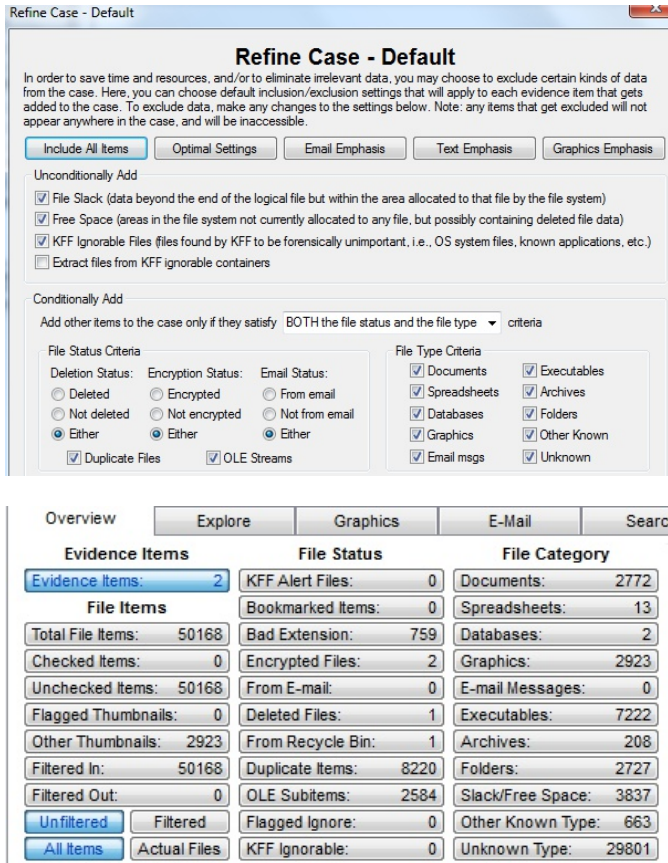 Refine Case - Default
Refine Case - Default
In order to save time and resources, and/or to eliminate irrelevant data, you may choose to exclude certain kinds of data
from the case. Here, you can choose default inclusion/exclusion settings that will apply to each evidence item that gets
added to the case. To exclude data, make any changes to the settings below. Note: any items that get excluded will not
appear anywhere in the case, and will be inaccessible.
Include All Items Optimal Settings Email Emphasis Text Emphasis Graphics Emphasis
Unconditionally Add
File Slack (data beyond the end of the logical file but within the area allocated to that file by the file system)
Free Space (areas in the file system not currently allocated to any file, but possibly containing deleted file data)
KFF Ignorable Files (files found by KFF to be forensically unimportant, i.e., OS system files, known applications, etc.)
Extract files from KFF ignorable containers
Conditionally Add
Add other items to the case only if they satisfy BOTH the file status and the file type criteria
File Status Criteria File Type Criteria
Deletion Status: Encryption Status: Email Status: Documents Executables
Deleted Encrypted From email Spreadsheets Archives
Not deleted Not encrypted Not from email Databases Folders
Either Either Either Graphics Other Known
Duplicate Files OLE Streams Email msgs Unknown
Overview Explore Graphics E-Mail Searc
Evidence Items File Status File Category
Evidence Items: 2 KFF Alert Files: 0 Documents: 2772
File Items Bookmarked Items: 0 Spreadsheets: 13
Total File Items: 50168 Bad Extension: 759 Databases: 2
Checked Items: 0 Encrypted Files: 2 Graphics: 2923
Unchecked Items: 50168 From E-mail: 0 E-mail Messages: 0
Flagged Thumbnails: 0 Deleted Files: 1 Executables: 7222
Other Thumbnails: 2923 From Recycle Bin: 1 Archives: 208
Filtered In: 50168 Duplicate Items: 8220 Folders: 2727
Filtered Out: 0 OLE Subitems: 2584 Slack/Free Space: 3837
Unfiltered Filtered Flagged Ignore: 0 Other Known Type: 663
All Items Actual Files KFF Ignorable: 0 Unknown Type: 29801